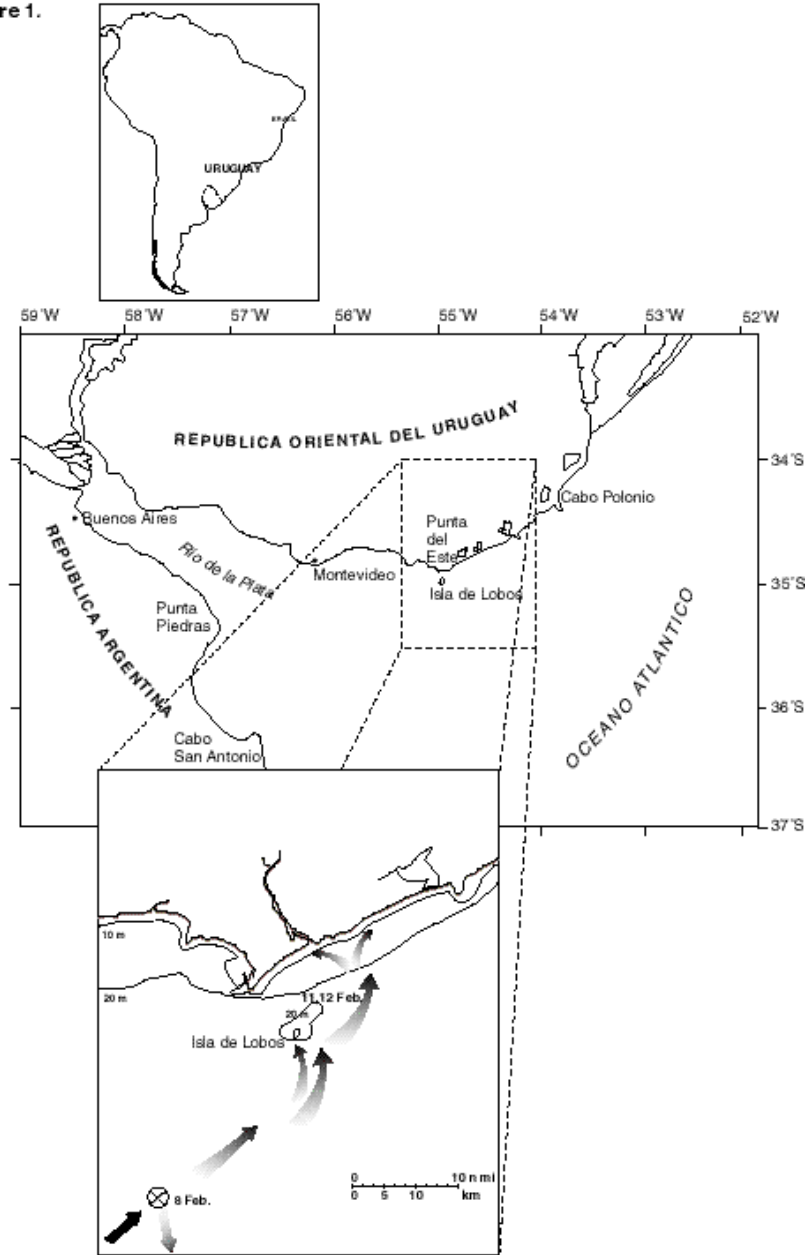 re 1.
BRASIL
URUGUAY
59°W 58°W 57°W 56°W 55°W 54°W 53°W 52°W
REPUBLICA ORIENTAL DEL URUGUAY
34°S
Cabo Polonio
Buenos Aires
Punta
del
Este
Río de la Plata
Montevideo
35°S
Isla de Lobos
REPUBLICA ARGENTINA
Punta
Piedras
OCEANO ATLANTICO
36°S
Cabo
San Antonio
37°S
10 m
20 m
11,12 Feb.
20 m
Isla de Lobos
0 10 n mi
0 5 10 km
8 Feb.